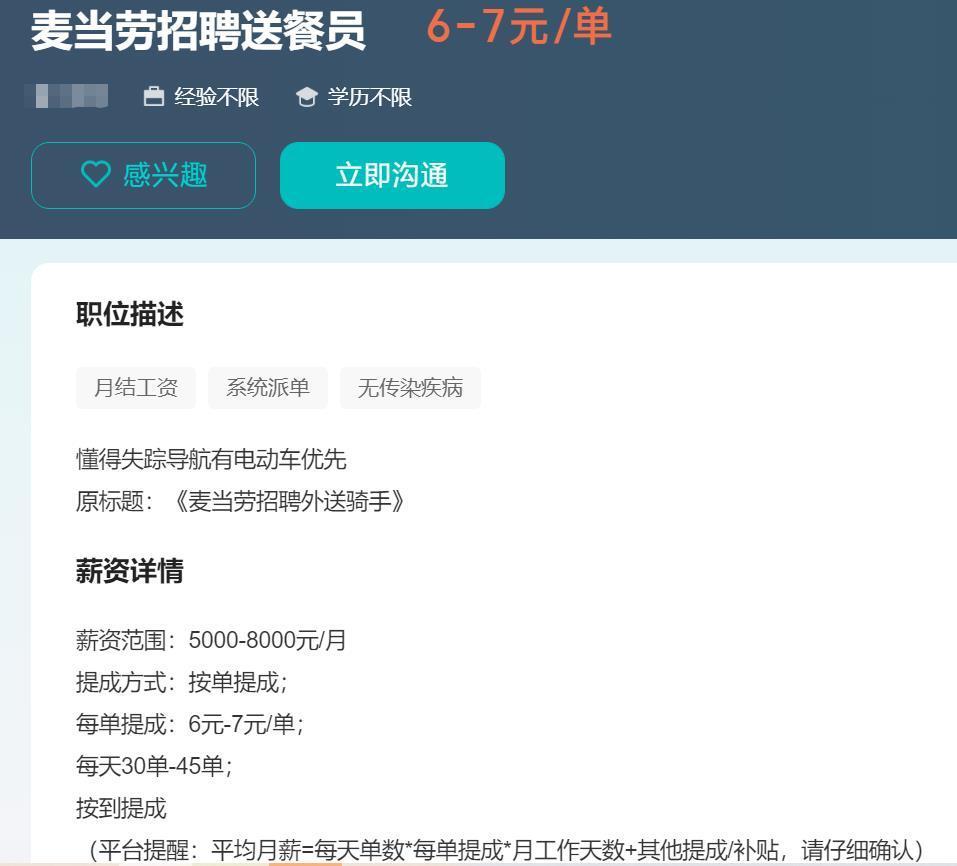 麦当劳招聘送餐员 6-7元/单
经验不限 学历不限
感兴趣 立即沟通
职位描述
月结工资 系统派单 无传染疾病
懂得失踪导航有电动车优先
原标题：《麦当劳招聘外送骑手》
薪资详情
薪资范围：5000-8000元/月
提成方式：按单提成；
每单提成：6元-7元/单；
每天30单-45单；
按到提成
（平台提醒：平均月薪=每天单数*每单提成*月工作天数+其他提成/补贴，请仔细确认）